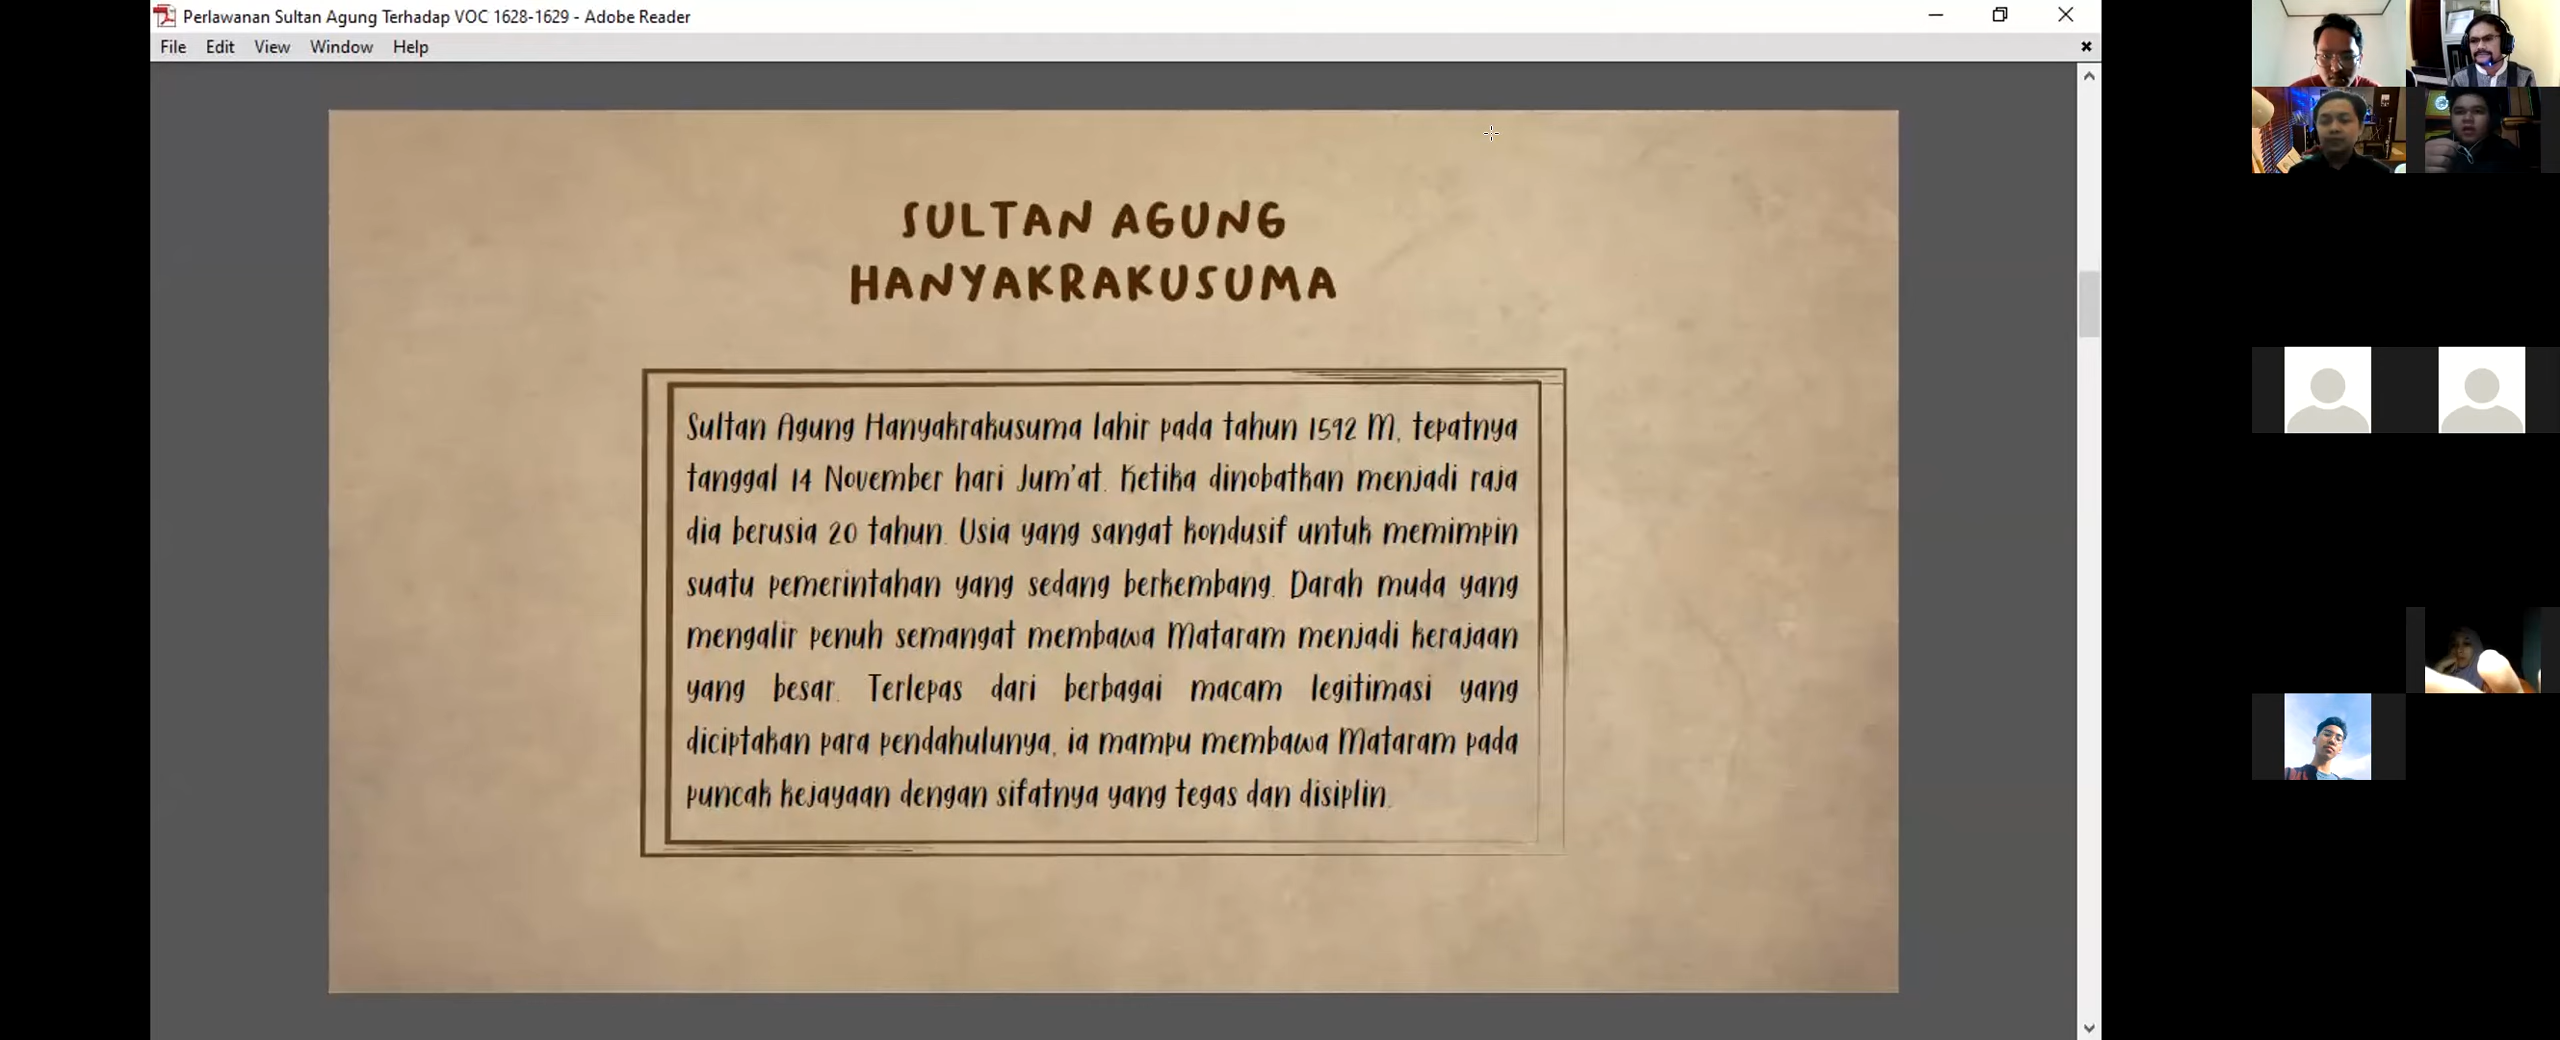 Perlawanan Sultan Agung Terhadap VOC 1628-1629 - Adobe Reader
File Edit View Window Help
SULTAN AGUNG
HANYAKRAKUSUMA
Sultan Agung Hanyakrakusuma lahir pada tahun 1592 M, tepatnya
tanggal 14 November hari Jum'at. Ketika dinobatkan menjadi raja
dia berusia 20 tahun. Usia yang sangat kondusif untuk memimpin
suatu pemerintahan yang sedang berkembang. Darah muda yang
mengalir penuh semangat membawa Mataram menjadi kerajaan
yang besar. Terlepas dari berbagai macam legitimasi yang
diciptakan para pendahulunya, ia mampu membawa Mataram pada
puncak kejayaan dengan sifatnya yang tegas dan disiplin.